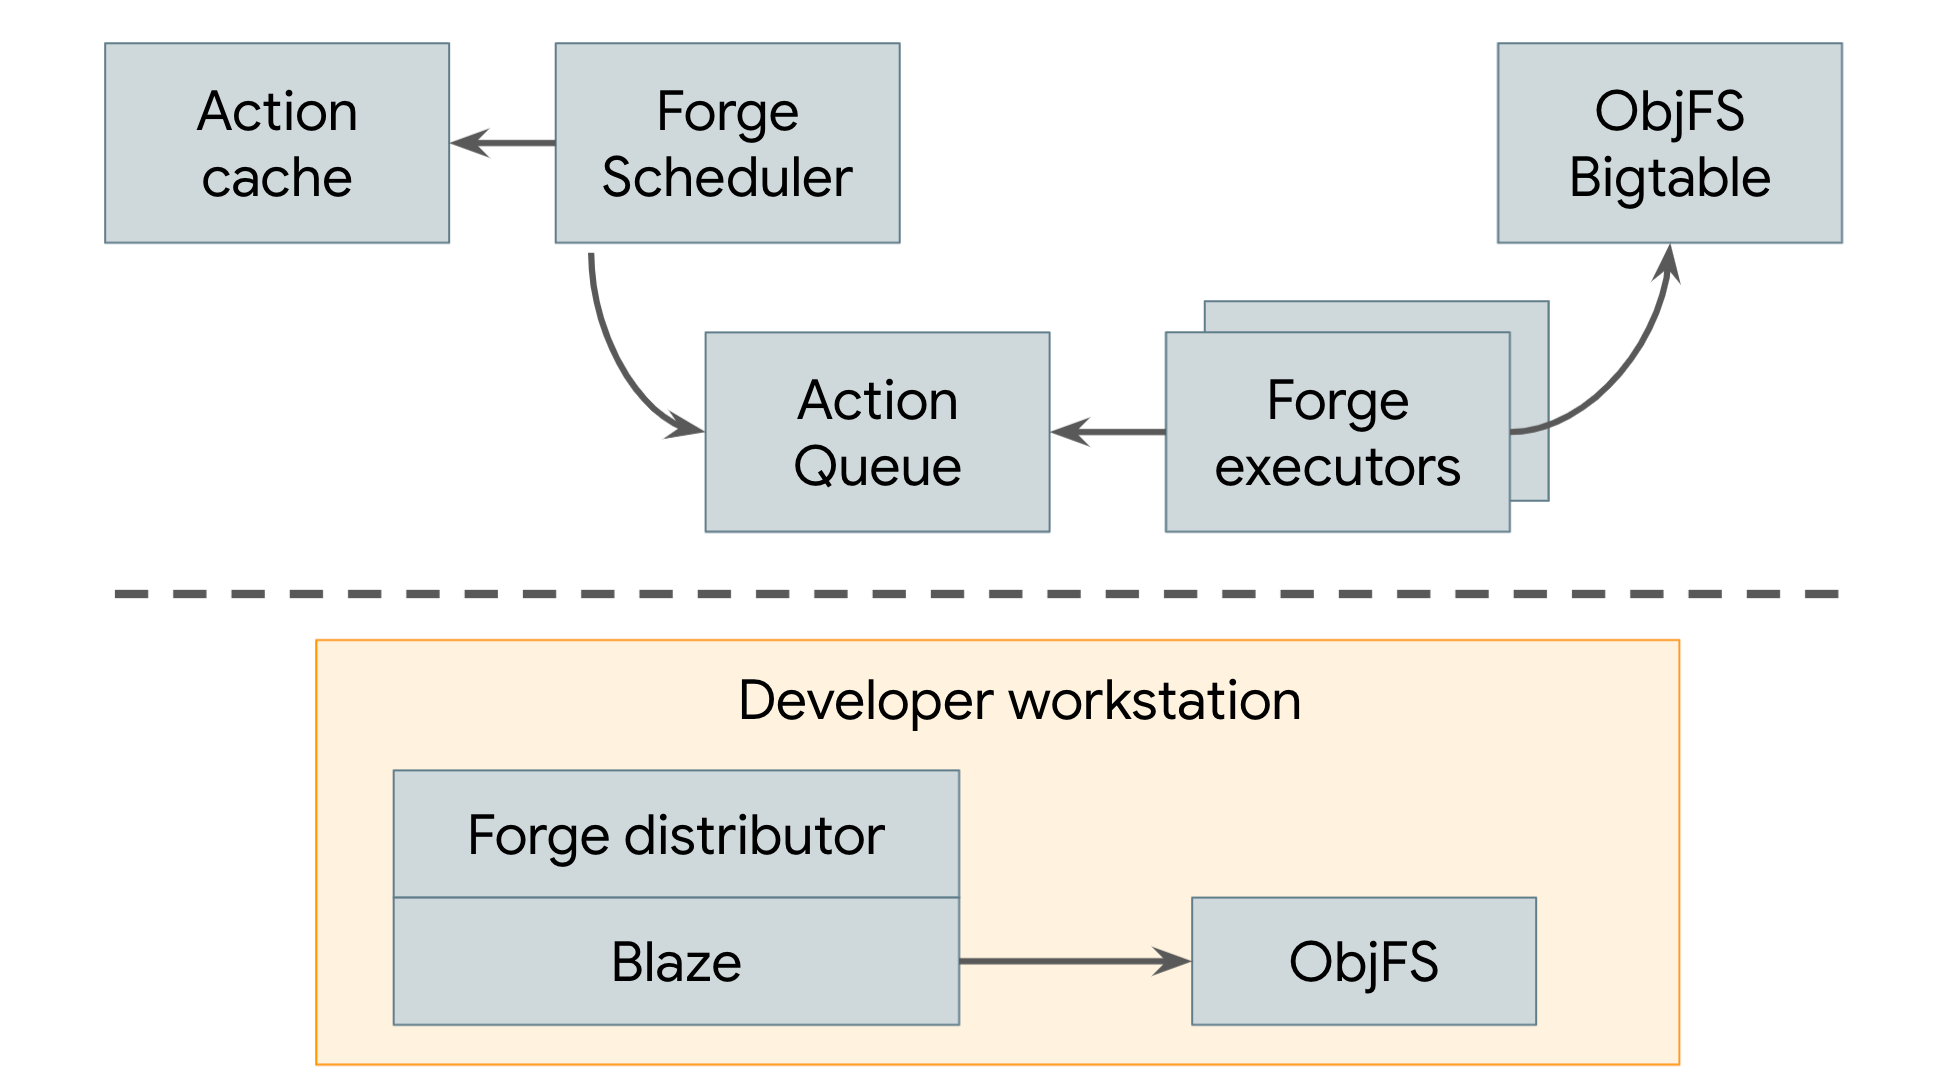 Action
cache
Forge
Scheduler
ObjFS
Bigtable
Action
Queue
Forge
executors
Developer workstation
Forge distributor
Blaze
ObjFS